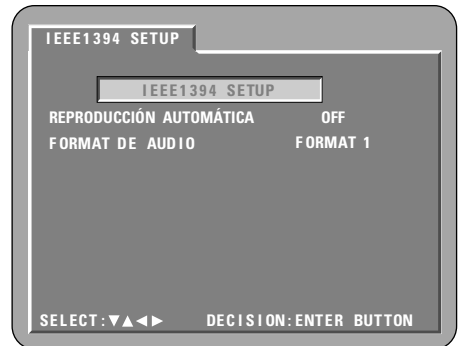 IEEE1394 SETUP
IEEE1394 SETUP
REPRODUCCIÓN AUTOMÁTICA OFF
FORMAT DE AUDIO FORMAT 1
SELECT:▼▲◄► DECISION:ENTER BUTTON